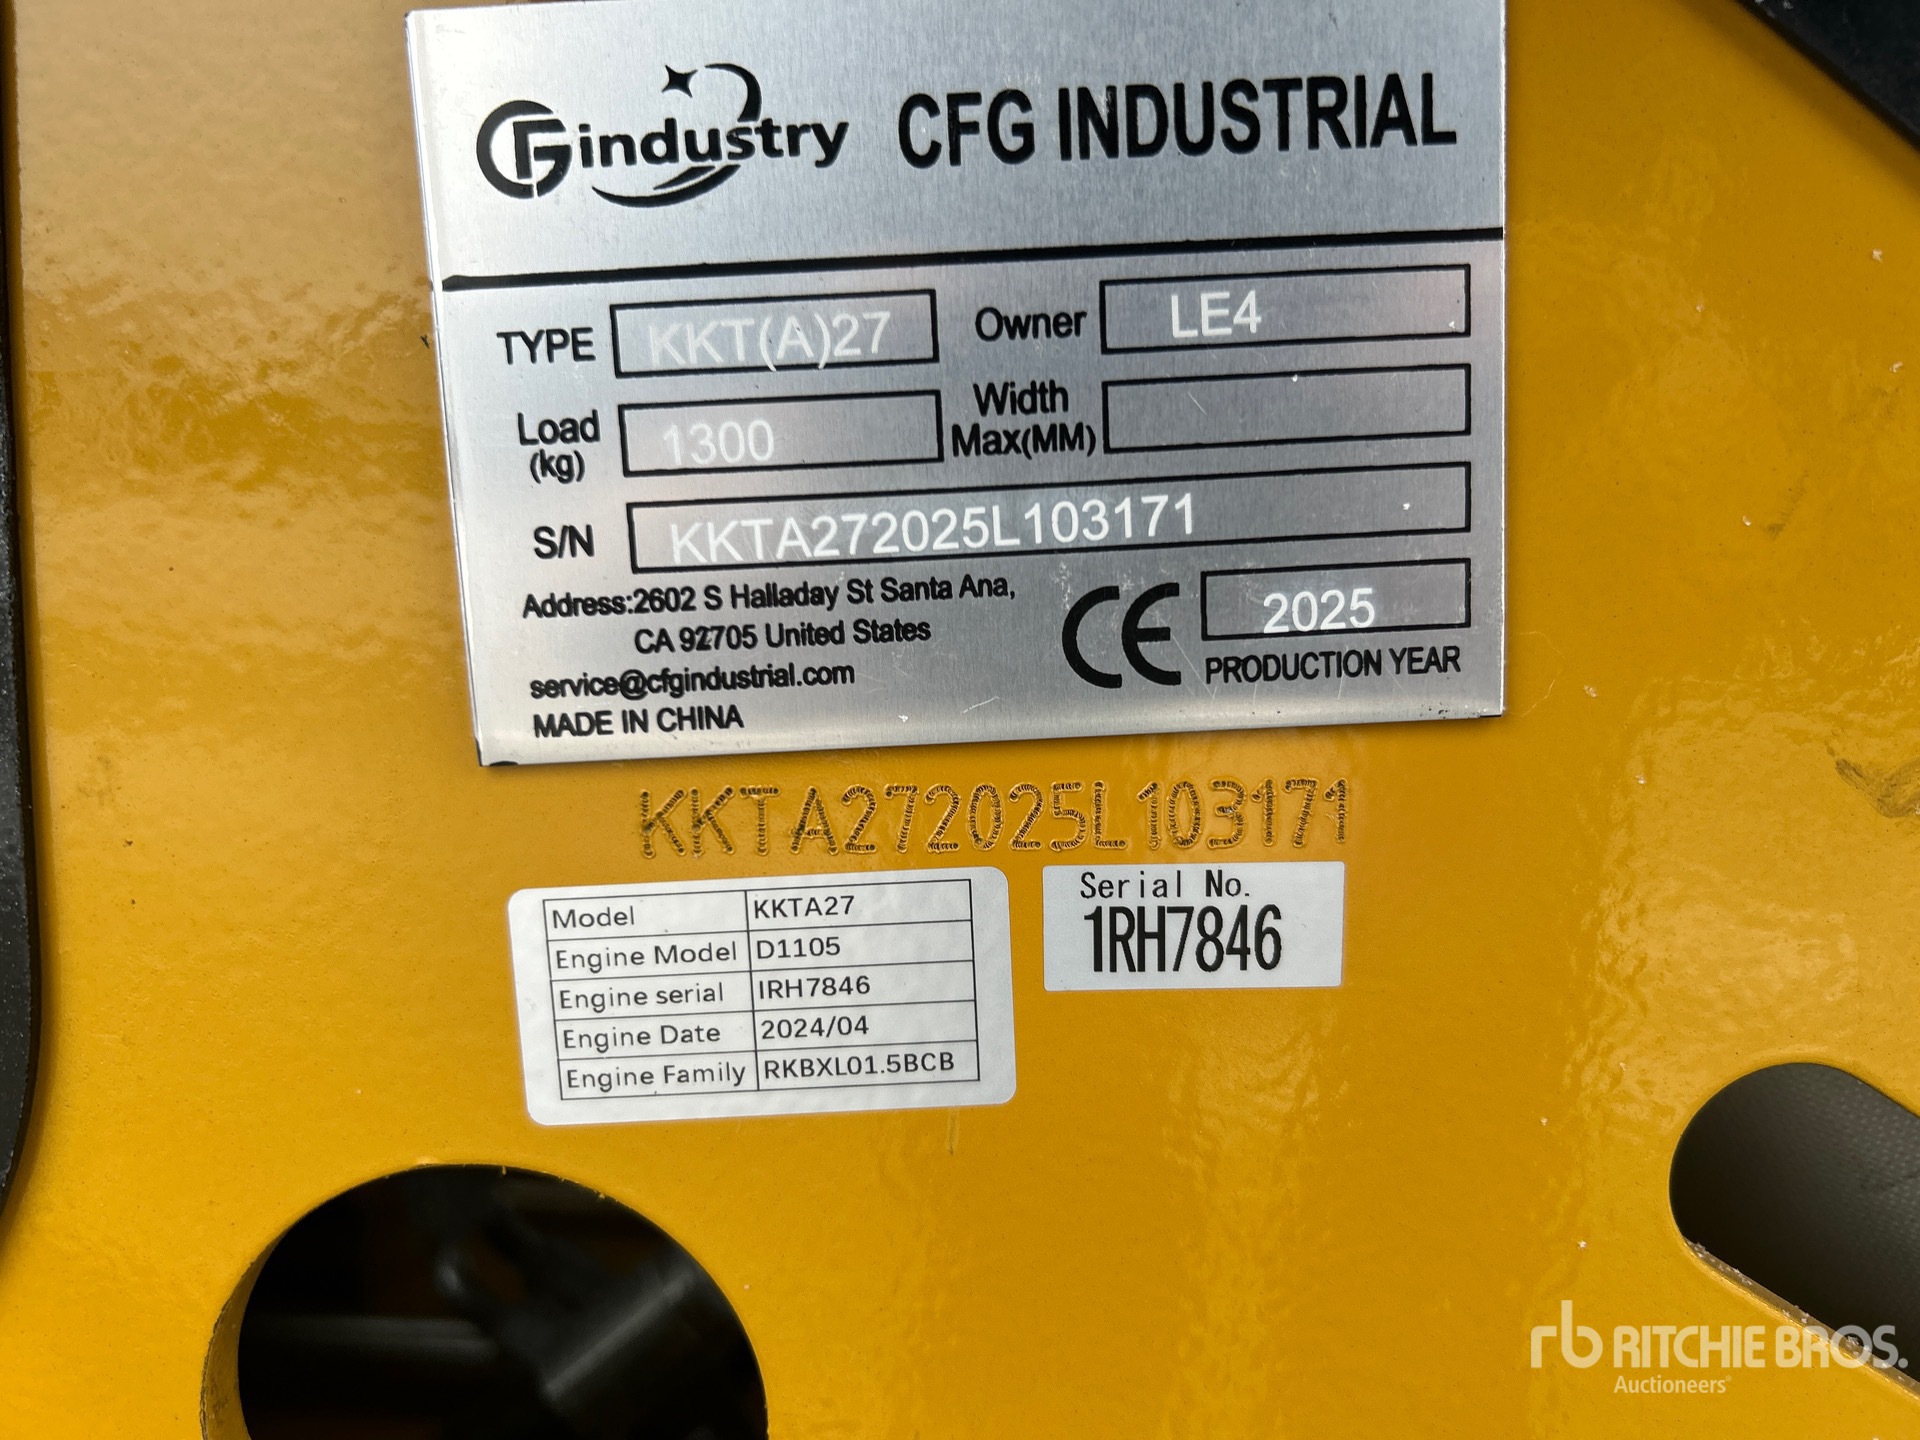 CFGindustry CFG INDUSTRIAL
TYPE KKT(A)27 Owner LE4
Load (kg) 1300 Width Max(MM)
S/N KKTA272025L103171
Address:2602 S Halladay St Santa Ana,
CA 92705 United States
service@cfgindustrial.com
MADE IN CHINA
CE 2025
PRODUCTION YEAR
KKTA272025L103171
Model KKTA27
Engine Model D1105
Engine serial IRH7846
Engine Date 2024/04
Engine Family RKBXL01.5BCB
Serial No.
1RH7846
rb RITCHIE BROS.
Auctioneers